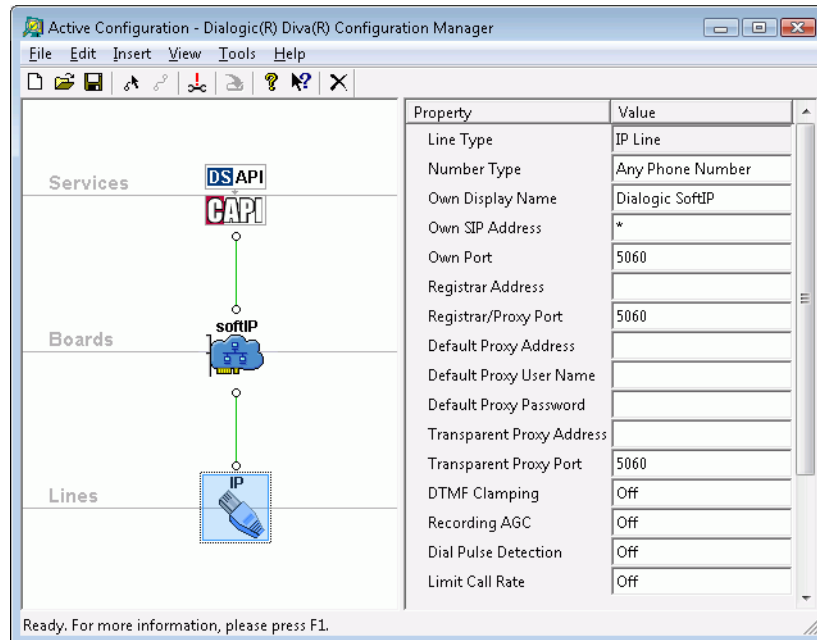 Active Configuration - Dialogic(R) Diva(R) Configuration Manager
File Edit Insert View Tools Help
Services
DSAPI
CAPI
Boards
softIP
Lines
IP
Property Value
Line Type IP Line
Number Type Any Phone Number
Own Display Name Dialogic SoftIP
Own SIP Address *
Own Port 5060
Registrar Address
Registrar/Proxy Port 5060
Default Proxy Address
Default Proxy User Name
Default Proxy Password
Transparent Proxy Address
Transparent Proxy Port 5060
DTMF Clamping Off
Recording AGC Off
Dial Pulse Detection Off
Limit Call Rate Off
Ready. For more information, please press F1.